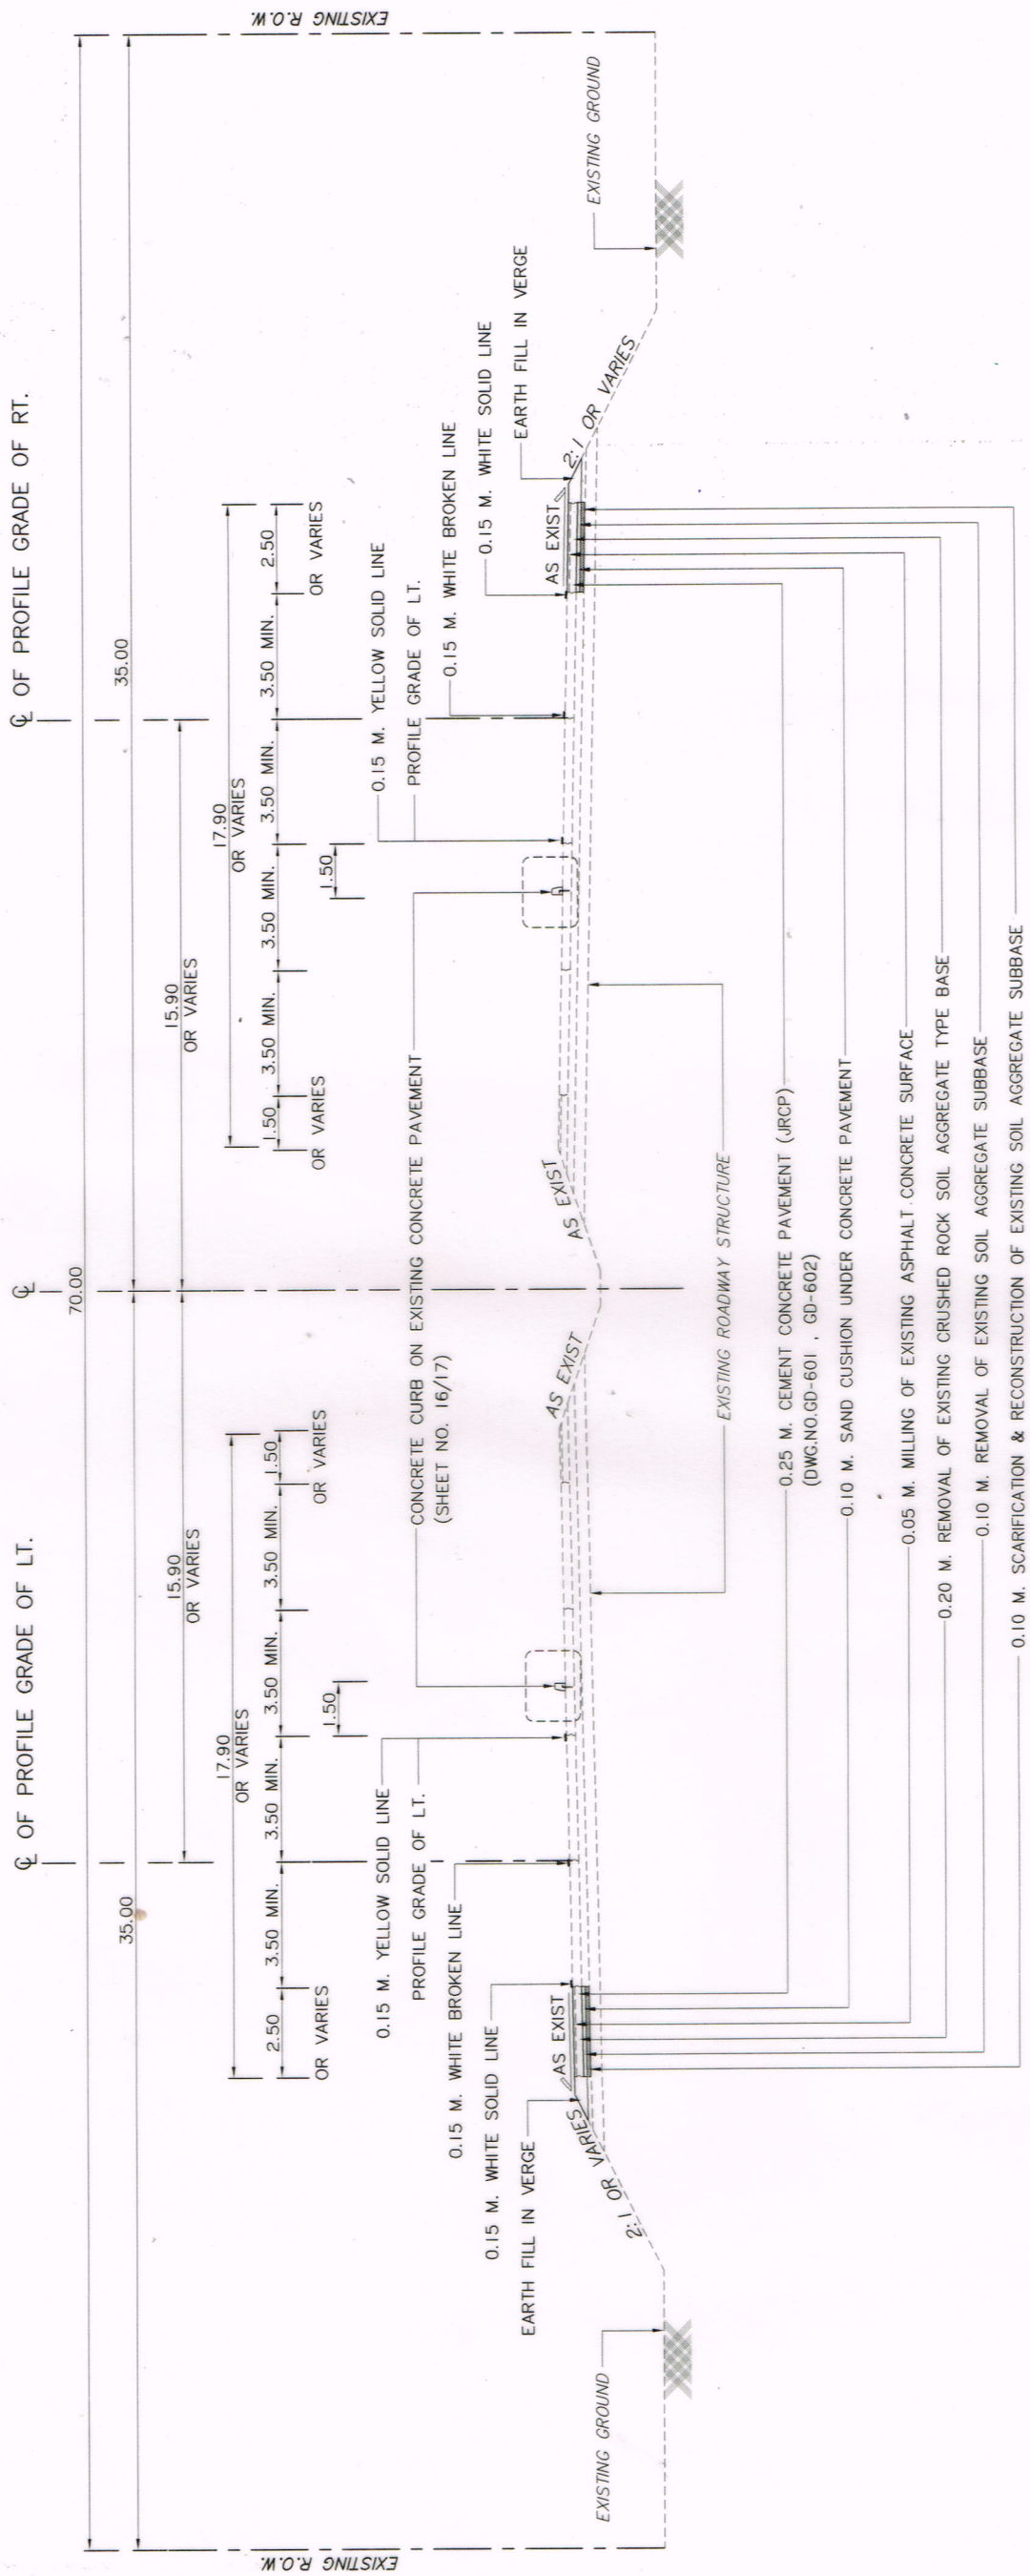 ℄ OF PROFILE GRADE OF LT.
℄
℄ OF PROFILE GRADE OF RT.
EXISTING R.O.W.
EXISTING R.O.W.
70.00
35.00
35.00
15.90
OR VARIES
15.90
OR VARIES
17.90
OR VARIES
17.90
OR VARIES
2.50
OR VARIES
3.50 MIN.
3.50 MIN.
3.50 MIN.
3.50 MIN.
1.50
OR VARIES
1.50
OR VARIES
3.50 MIN.
3.50 MIN.
3.50 MIN.
3.50 MIN.
2.50
OR VARIES
1.50
1.50
0.15 M. YELLOW SOLID LINE
PROFILE GRADE OF LT.
0.15 M. WHITE BROKEN LINE
0.15 M. WHITE SOLID LINE
EARTH FILL IN VERGE
CONCRETE CURB ON EXISTING CONCRETE PAVEMENT
(SHEET NO. 16/17)
0.15 M. YELLOW SOLID LINE
PROFILE GRADE OF LT.
0.15 M. WHITE BROKEN LINE
0.15 M. WHITE SOLID LINE
EARTH FILL IN VERGE
AS EXIST
AS EXIST
AS EXIST
AS EXIST
AS EXIST
2:1 OR VARIES
2:1 OR VARIES
EXISTING GROUND
EXISTING GROUND
EXISTING ROADWAY STRUCTURE
0.25 M. CEMENT CONCRETE PAVEMENT (JRCP)
(DWG.NO.GD-601 , GD-602)
0.10 M. SAND CUSHION UNDER CONCRETE PAVEMENT
0.05 M. MILLING OF EXISTING ASPHALT CONCRETE SURFACE
0.20 M. REMOVAL OF EXISTING CRUSHED ROCK SOIL AGGREGATE TYPE BASE
0.10 M. REMOVAL OF EXISTING SOIL AGGREGATE SUBBASE
0.10 M. SCARIFICATION & RECONSTRUCTION OF EXISTING SOIL AGGREGATE SUBBASE